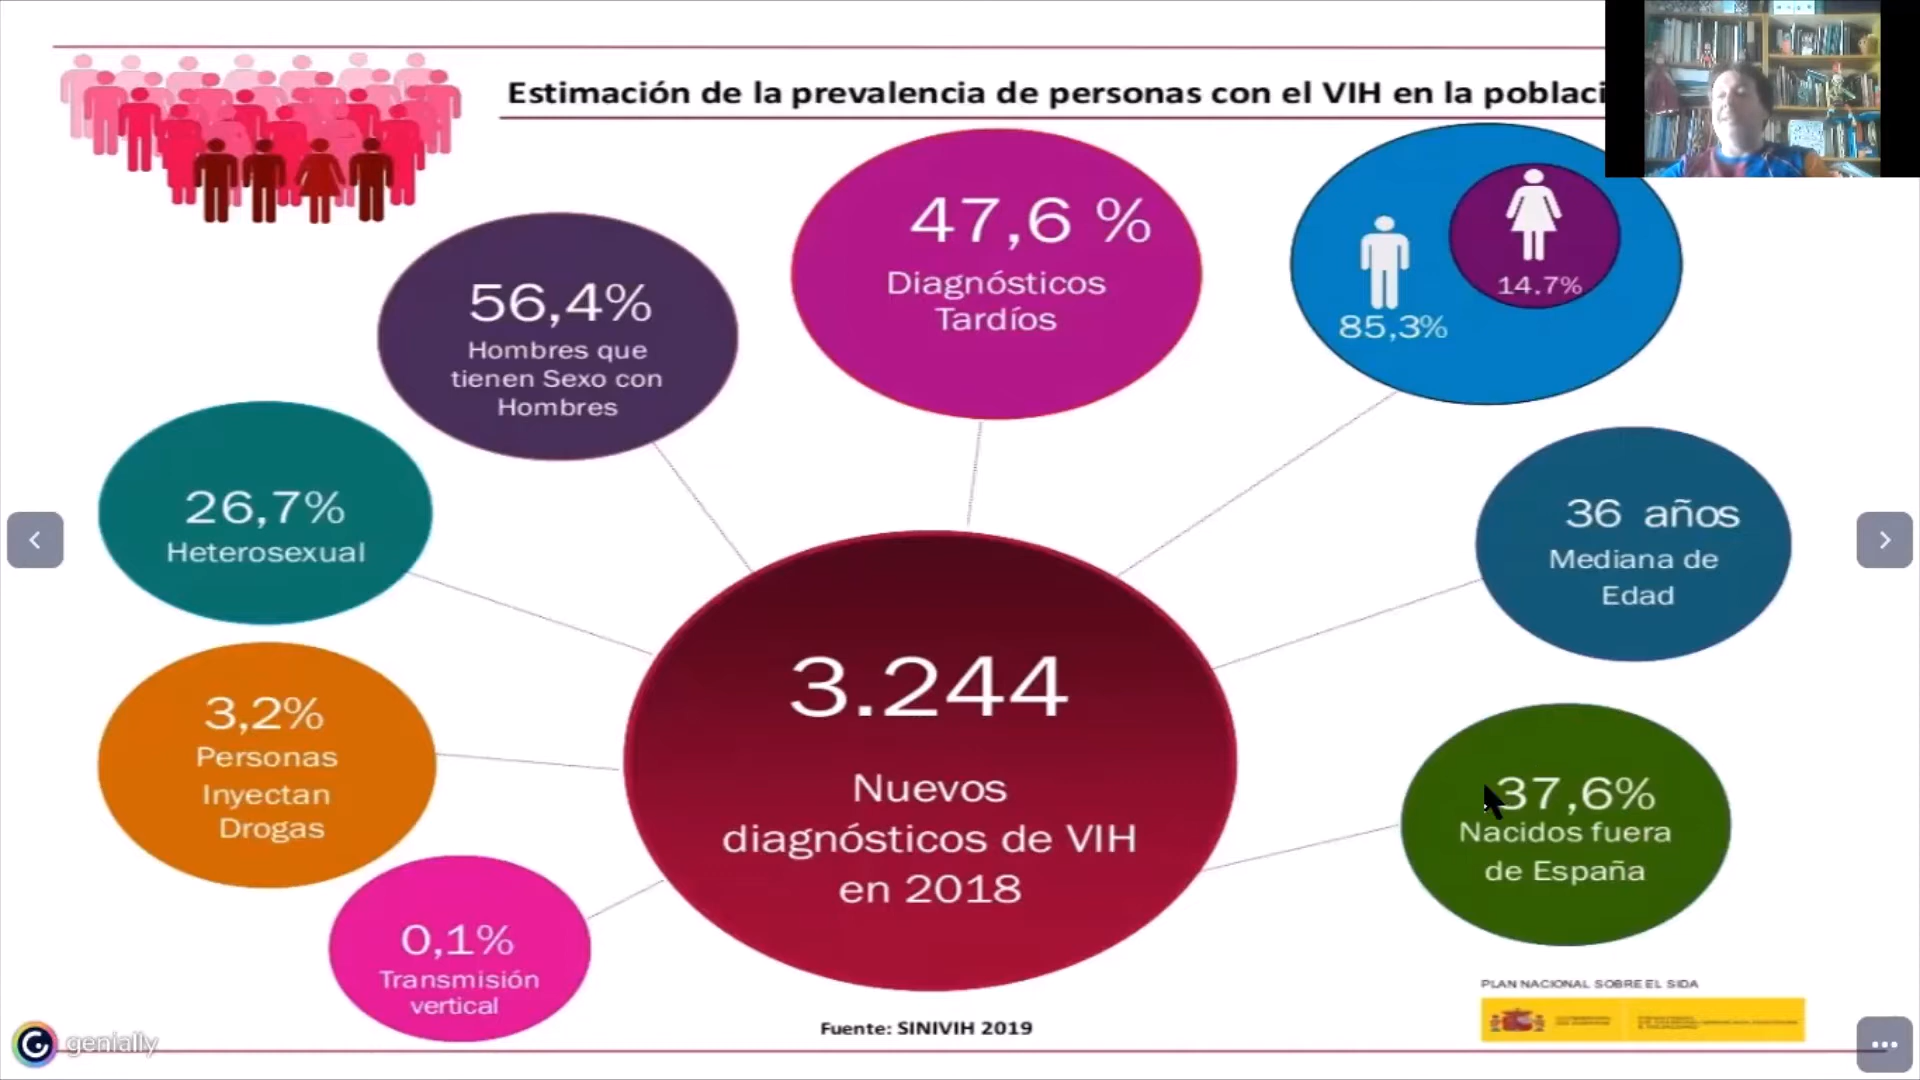 Estimación de la prevalencia de personas con el VIH en la poblaci
47,6 %
Diagnósticos
Tardíos
14.7%
85,3%
56,4%
Hombres que
tienen Sexo con
Hombres
26,7%
Heterosexual
36 años
Mediana de
Edad
3.244
Nuevos
diagnósticos de VIH
en 2018
3,2%
Personas
Inyectan
Drogas
37,6%
Nacidos fuera
de España
0,1%
Transmisión
vertical
PLAN NACIONAL SOBRE EL SIDA
Fuente: SINIVIH 2019
genially